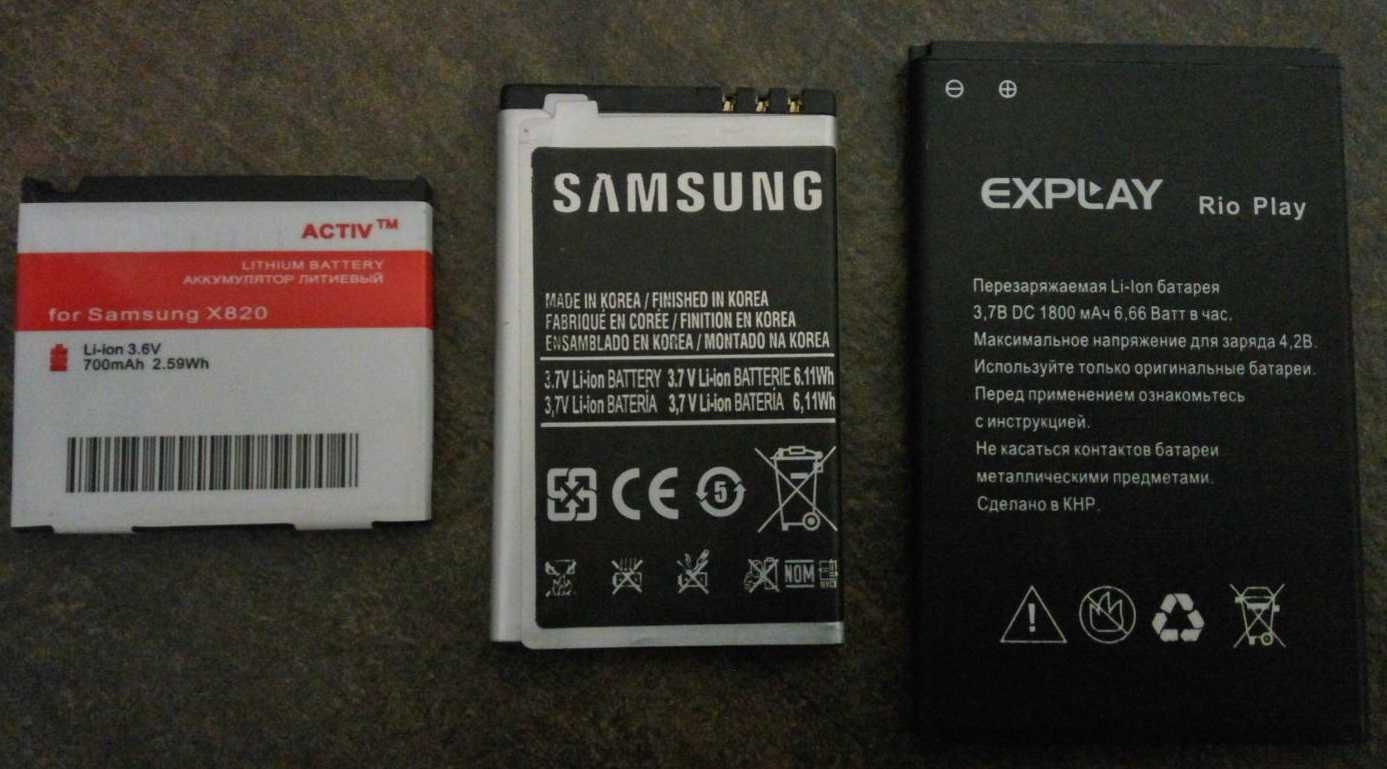 ACTIV™
LITHIUM BATTERY
АККУМУЛЯТОР ЛИТИЕВЫЙ
for Samsung X820
Li-ion 3.6V
700mAh 2.59Wh
SAMSUNG
MADE IN KOREA / FINISHED IN KOREA
FABRIQUÉ EN CORÉE / FINITION EN KOREA
ENSAMBLADO EN KOREA / MONTADO NA KOREA
3.7V Li-ion BATTERY 3.7 V Li-ion BATTERIE 6.11Wh
3,7V Li-ion BATERÍA 3,7 V Li-ion BATERÍA 6,11Wh
CE
5
NOM
EXPLAY Rio Play
Перезаряжаемая Li-Ion батарея
3,7В DC 1800 мАч 6,66 Ватт в час.
Максимальное напряжение для заряда 4,2В.
Используйте только оригинальные батареи.
Перед применением ознакомьтесь
с инструкцией.
Не касаться контактов батареи
металлическими предметами.
Сделано в КНР.